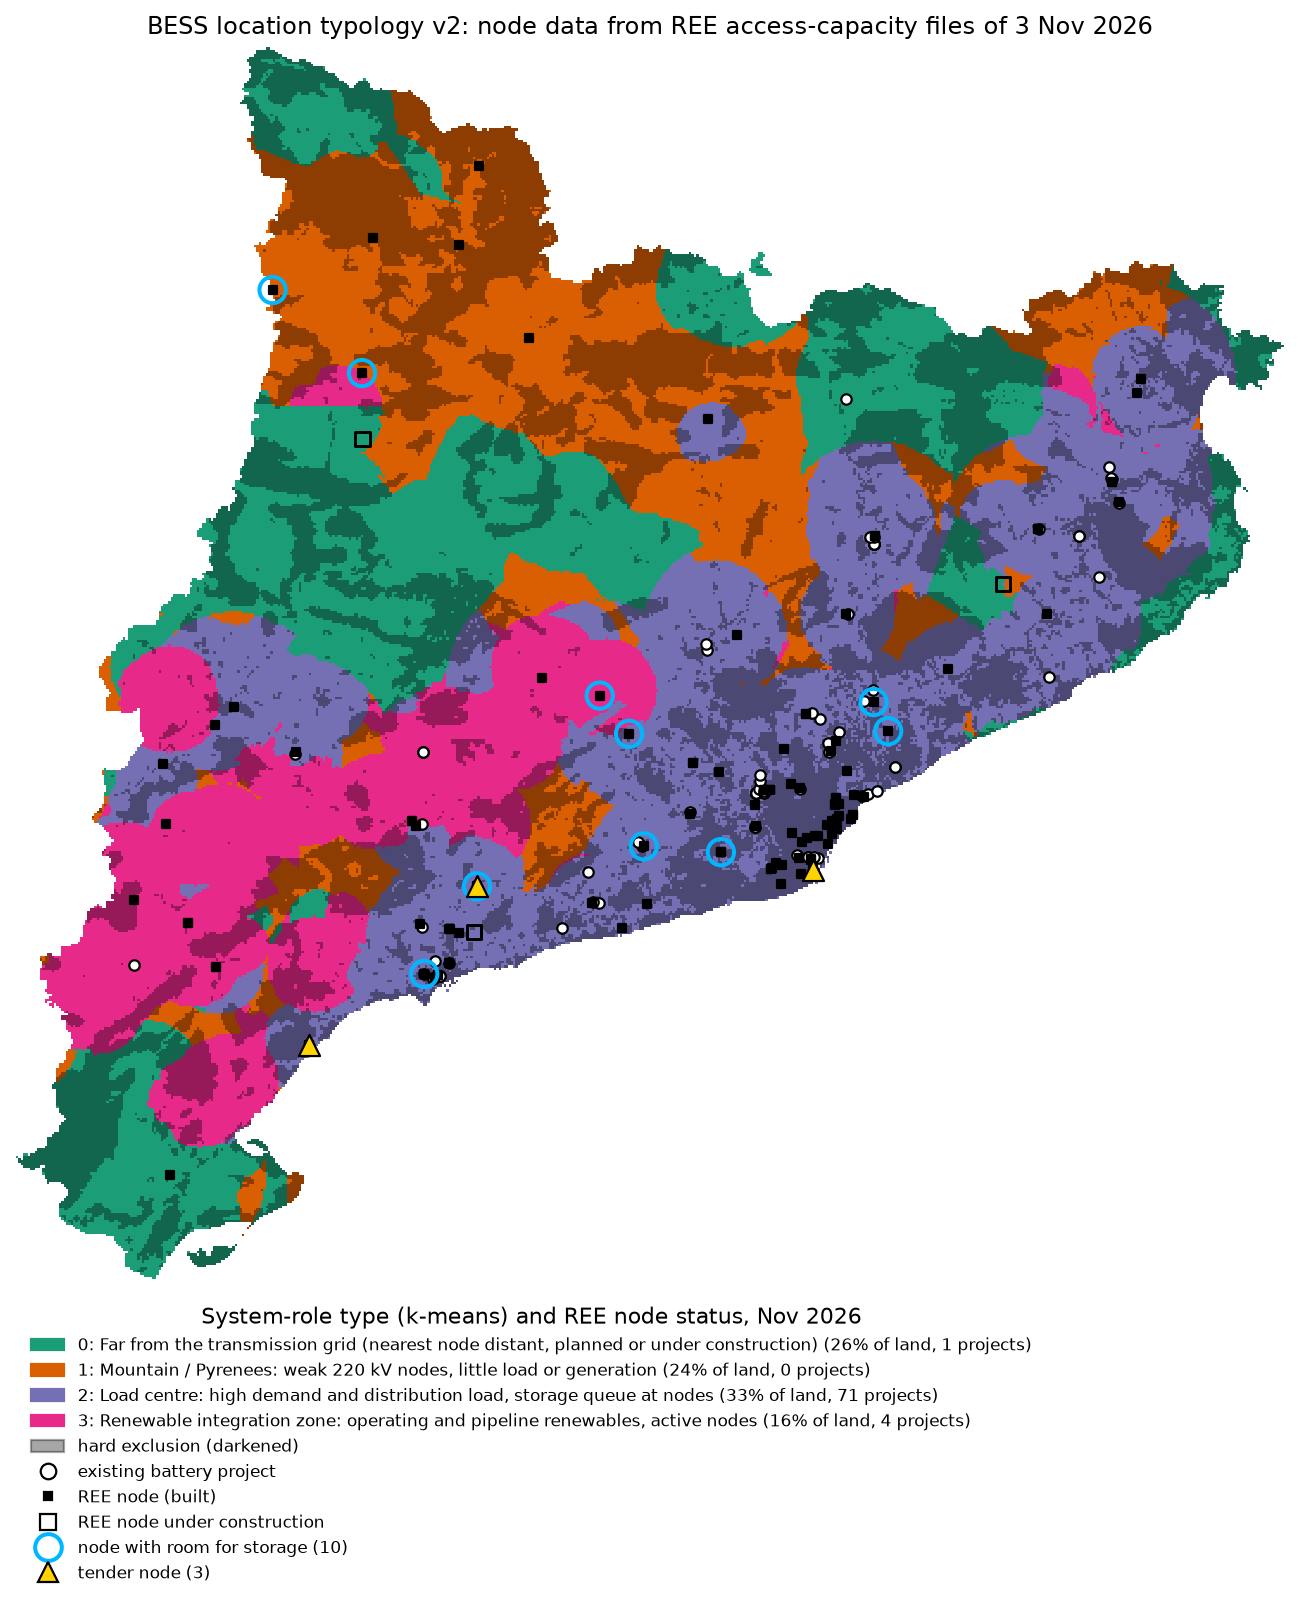 BESS location typology v2: node data from REE access-capacity files of 3 Nov 2026
System-role type (k-means) and REE node status, Nov 2026
0: Far from the transmission grid (nearest node distant, planned or under construction) (26% of land, 1 projects)
1: Mountain / Pyrenees: weak 220 kV nodes, little load or generation (24% of land, 0 projects)
2: Load centre: high demand and distribution load, storage queue at nodes (33% of land, 71 projects)
3: Renewable integration zone: operating and pipeline renewables, active nodes (16% of land, 4 projects)
hard exclusion (darkened)
existing battery project
REE node (built)
REE node under construction
node with room for storage (10)
tender node (3)